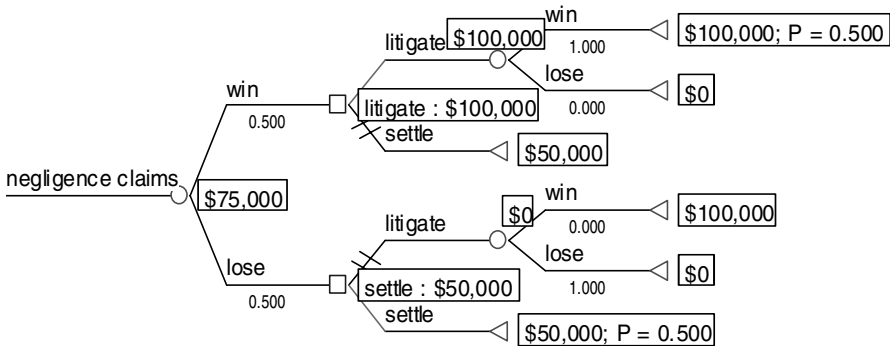 win
litigate
$100,000
1.000
$100,000; P = 0.500
lose
0.000
$0
win
0.500
litigate : $100,000
settle
$50,000
negligence claims
$75,000
win
$0
0.000
$100,000
litigate
lose
1.000
$0
lose
0.500
settle : $50,000
settle
$50,000; P = 0.500